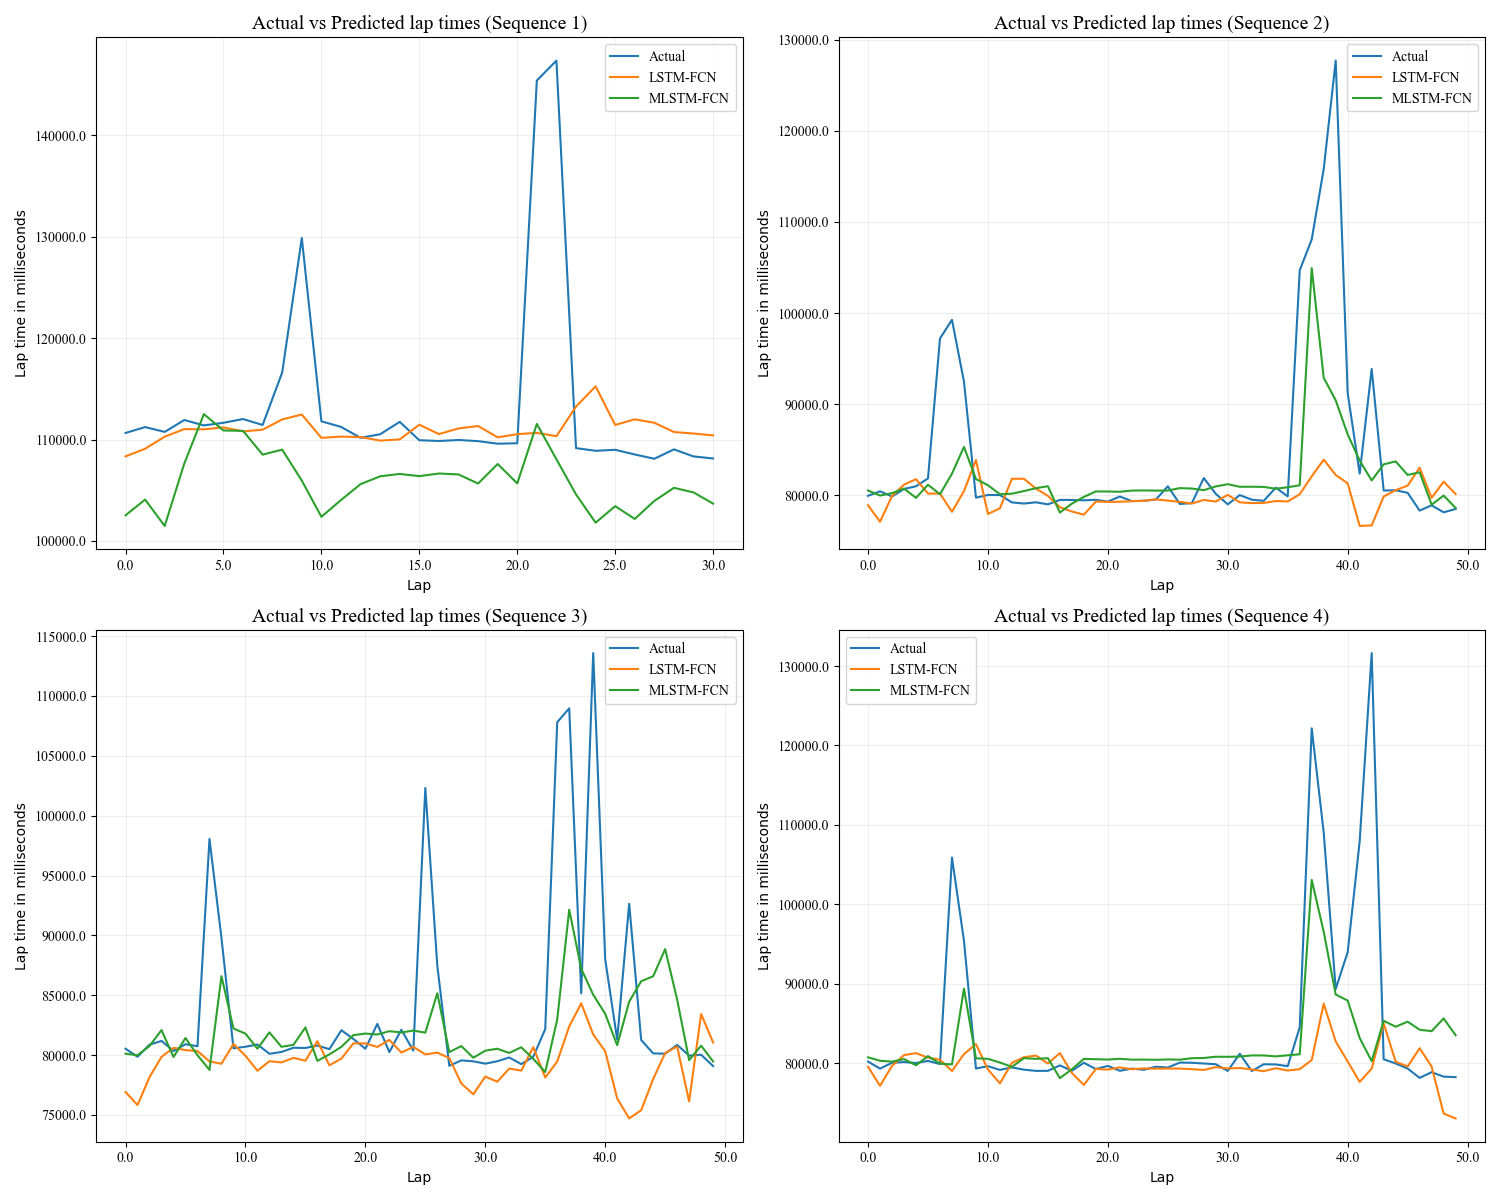 Actual vs Predicted lap times (Sequence 1)
Actual
LSTM-FCN
MLSTM-FCN
140000.0
130000.0
120000.0
110000.0
100000.0
Lap time in milliseconds
0.0 5.0 10.0 15.0 20.0 25.0 30.0
Lap
Actual vs Predicted lap times (Sequence 2)
Actual
LSTM-FCN
MLSTM-FCN
130000.0
120000.0
110000.0
100000.0
90000.0
80000.0
Lap time in milliseconds
0.0 10.0 20.0 30.0 40.0 50.0
Lap
Actual vs Predicted lap times (Sequence 3)
Actual
LSTM-FCN
MLSTM-FCN
115000.0
110000.0
105000.0
100000.0
95000.0
90000.0
85000.0
80000.0
75000.0
Lap time in milliseconds
0.0 10.0 20.0 30.0 40.0 50.0
Lap
Actual vs Predicted lap times (Sequence 4)
Actual
LSTM-FCN
MLSTM-FCN
130000.0
120000.0
110000.0
100000.0
90000.0
80000.0
Lap time in milliseconds
0.0 10.0 20.0 30.0 40.0 50.0
Lap